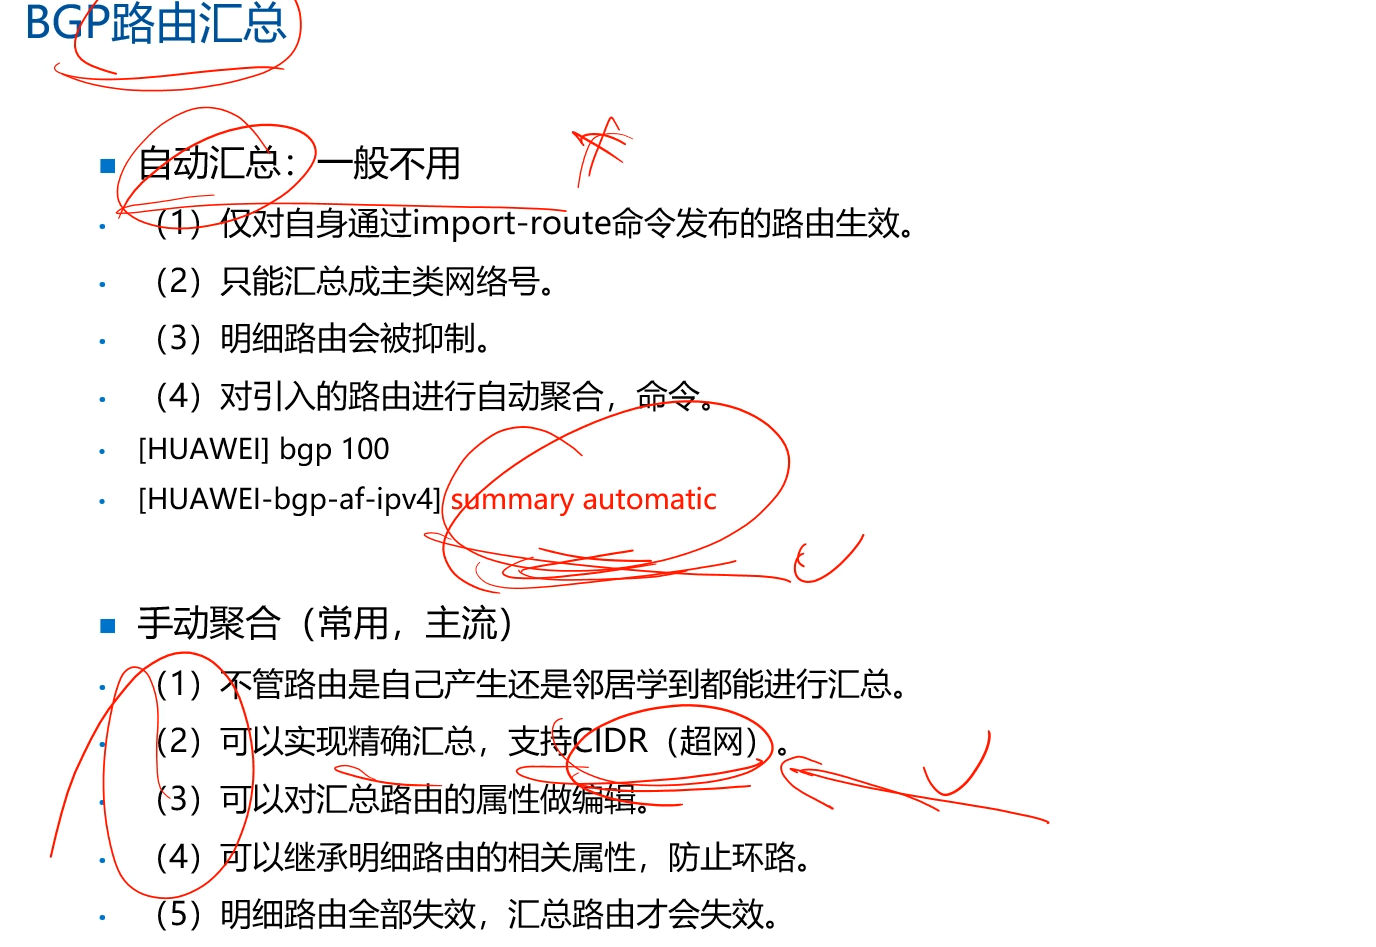 BGP路由汇总
自动汇总：一般不用
（1）仅对自身通过import-route命令发布的路由生效。
（2）只能汇总成主类网络号。
（3）明细路由会被抑制。
（4）对引入的路由进行自动聚合，命令。
[HUAWEI] bgp 100
[HUAWEI-bgp-af-ipv4] summary automatic
手动聚合（常用，主流）
（1）不管路由是自己产生还是邻居学到都能进行汇总。
（2）可以实现精确汇总，支持CIDR（超网）。
（3）可以对汇总路由的属性做编辑。
（4）可以继承明细路由的相关属性，防止环路。
（5）明细路由全部失效，汇总路由才会失效。